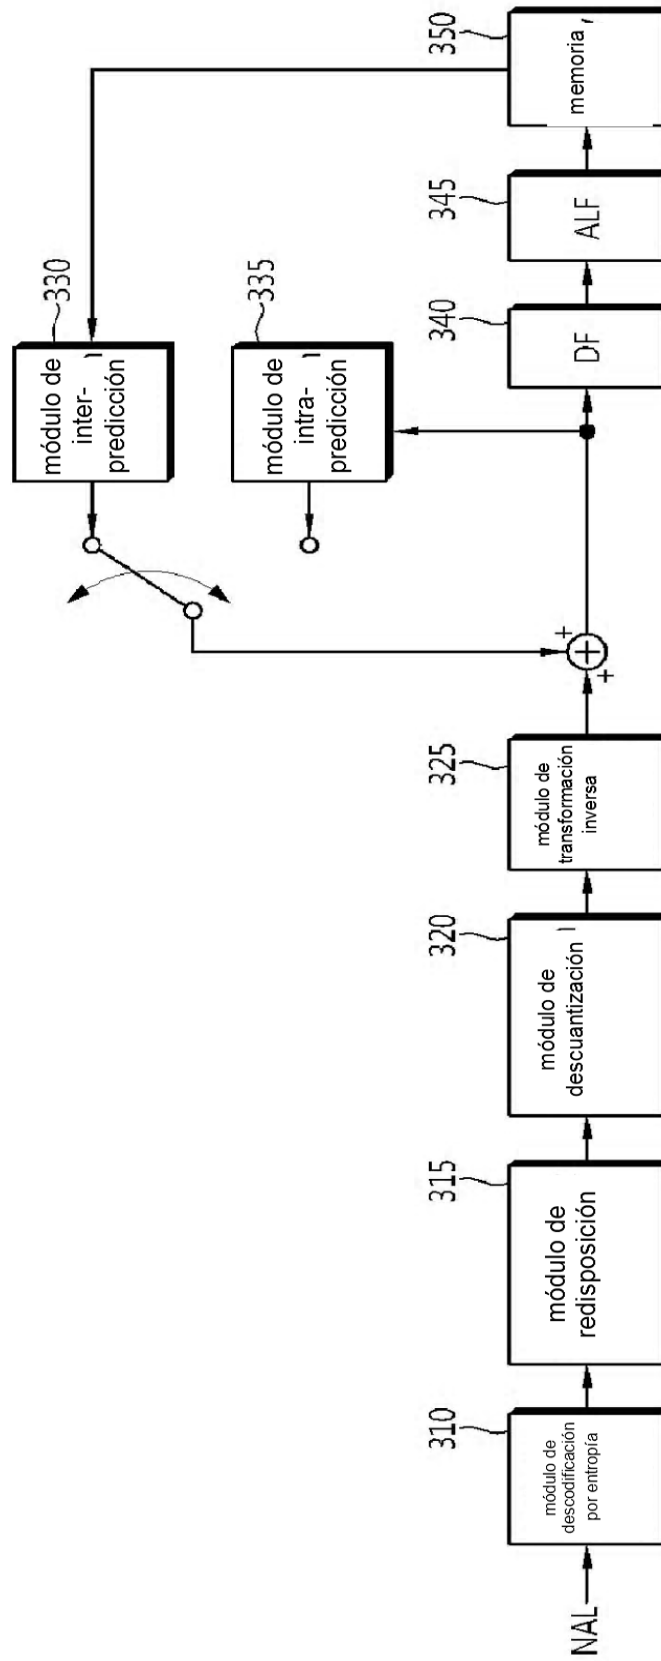 330
módulo de
inter-
predicción
335
módulo de
intra-
predicción
310
módulo de
descodificación
por entropía
315
módulo de
redisposición
320
módulo de
descuantización
325
módulo de
transformación
inversa
+
+
+
340
DF
345
ALF
350
memoria
NAL